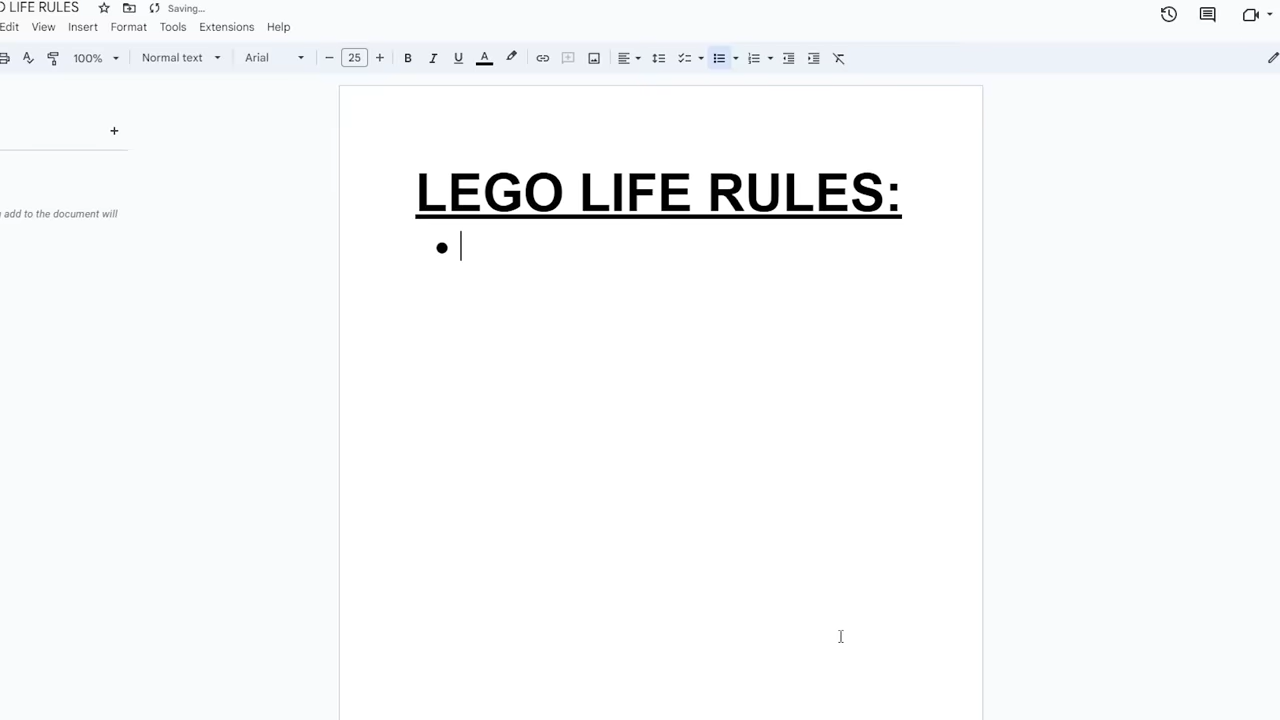 O LIFE RULES
Saving...
Edit View Insert Format Tools Extensions Help
100% Normal text Arial − 25 + B I U A
+
LEGO LIFE RULES:
add to the document will
●